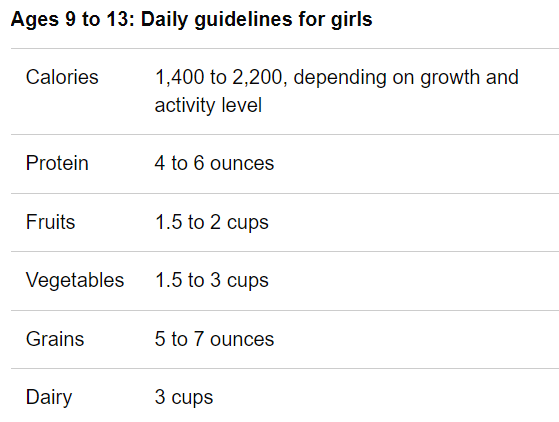 Ages 9 to 13: Daily guidelines for girls
Calories 1,400 to 2,200, depending on growth and
activity level
Protein 4 to 6 ounces
Fruits 1.5 to 2 cups
Vegetables 1.5 to 3 cups
Grains 5 to 7 ounces
Dairy 3 cups